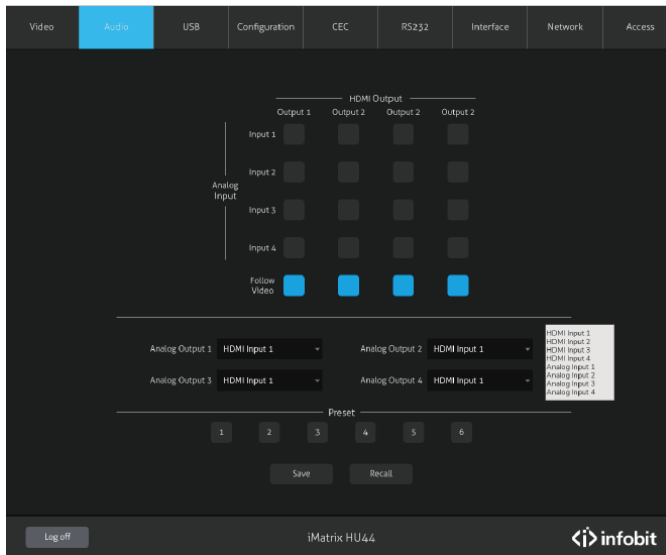 Video Audio USB Configuration CEC RS232 Interface Network Access
HDMI Output
Output 1 Output 2 Output 2 Output 2
Input 1
Input 2
Analog
Input
Input 3
Input 4
Follow
Video
Analog Output 1 HDMI Input 1 Analog Output 2 HDMI Input 1
HDMI Input 1
HDMI Input 2
HDMI Input 3
HDMI Input 4
Analog Input 1
Analog Input 2
Analog Input 3
Analog Input 4
Analog Output 3 HDMI Input 1 Analog Output 4 HDMI Input 1
Preset
1 2 3 4 5 6
Save Recall
Log off iMatrix HU44 <i> infobit